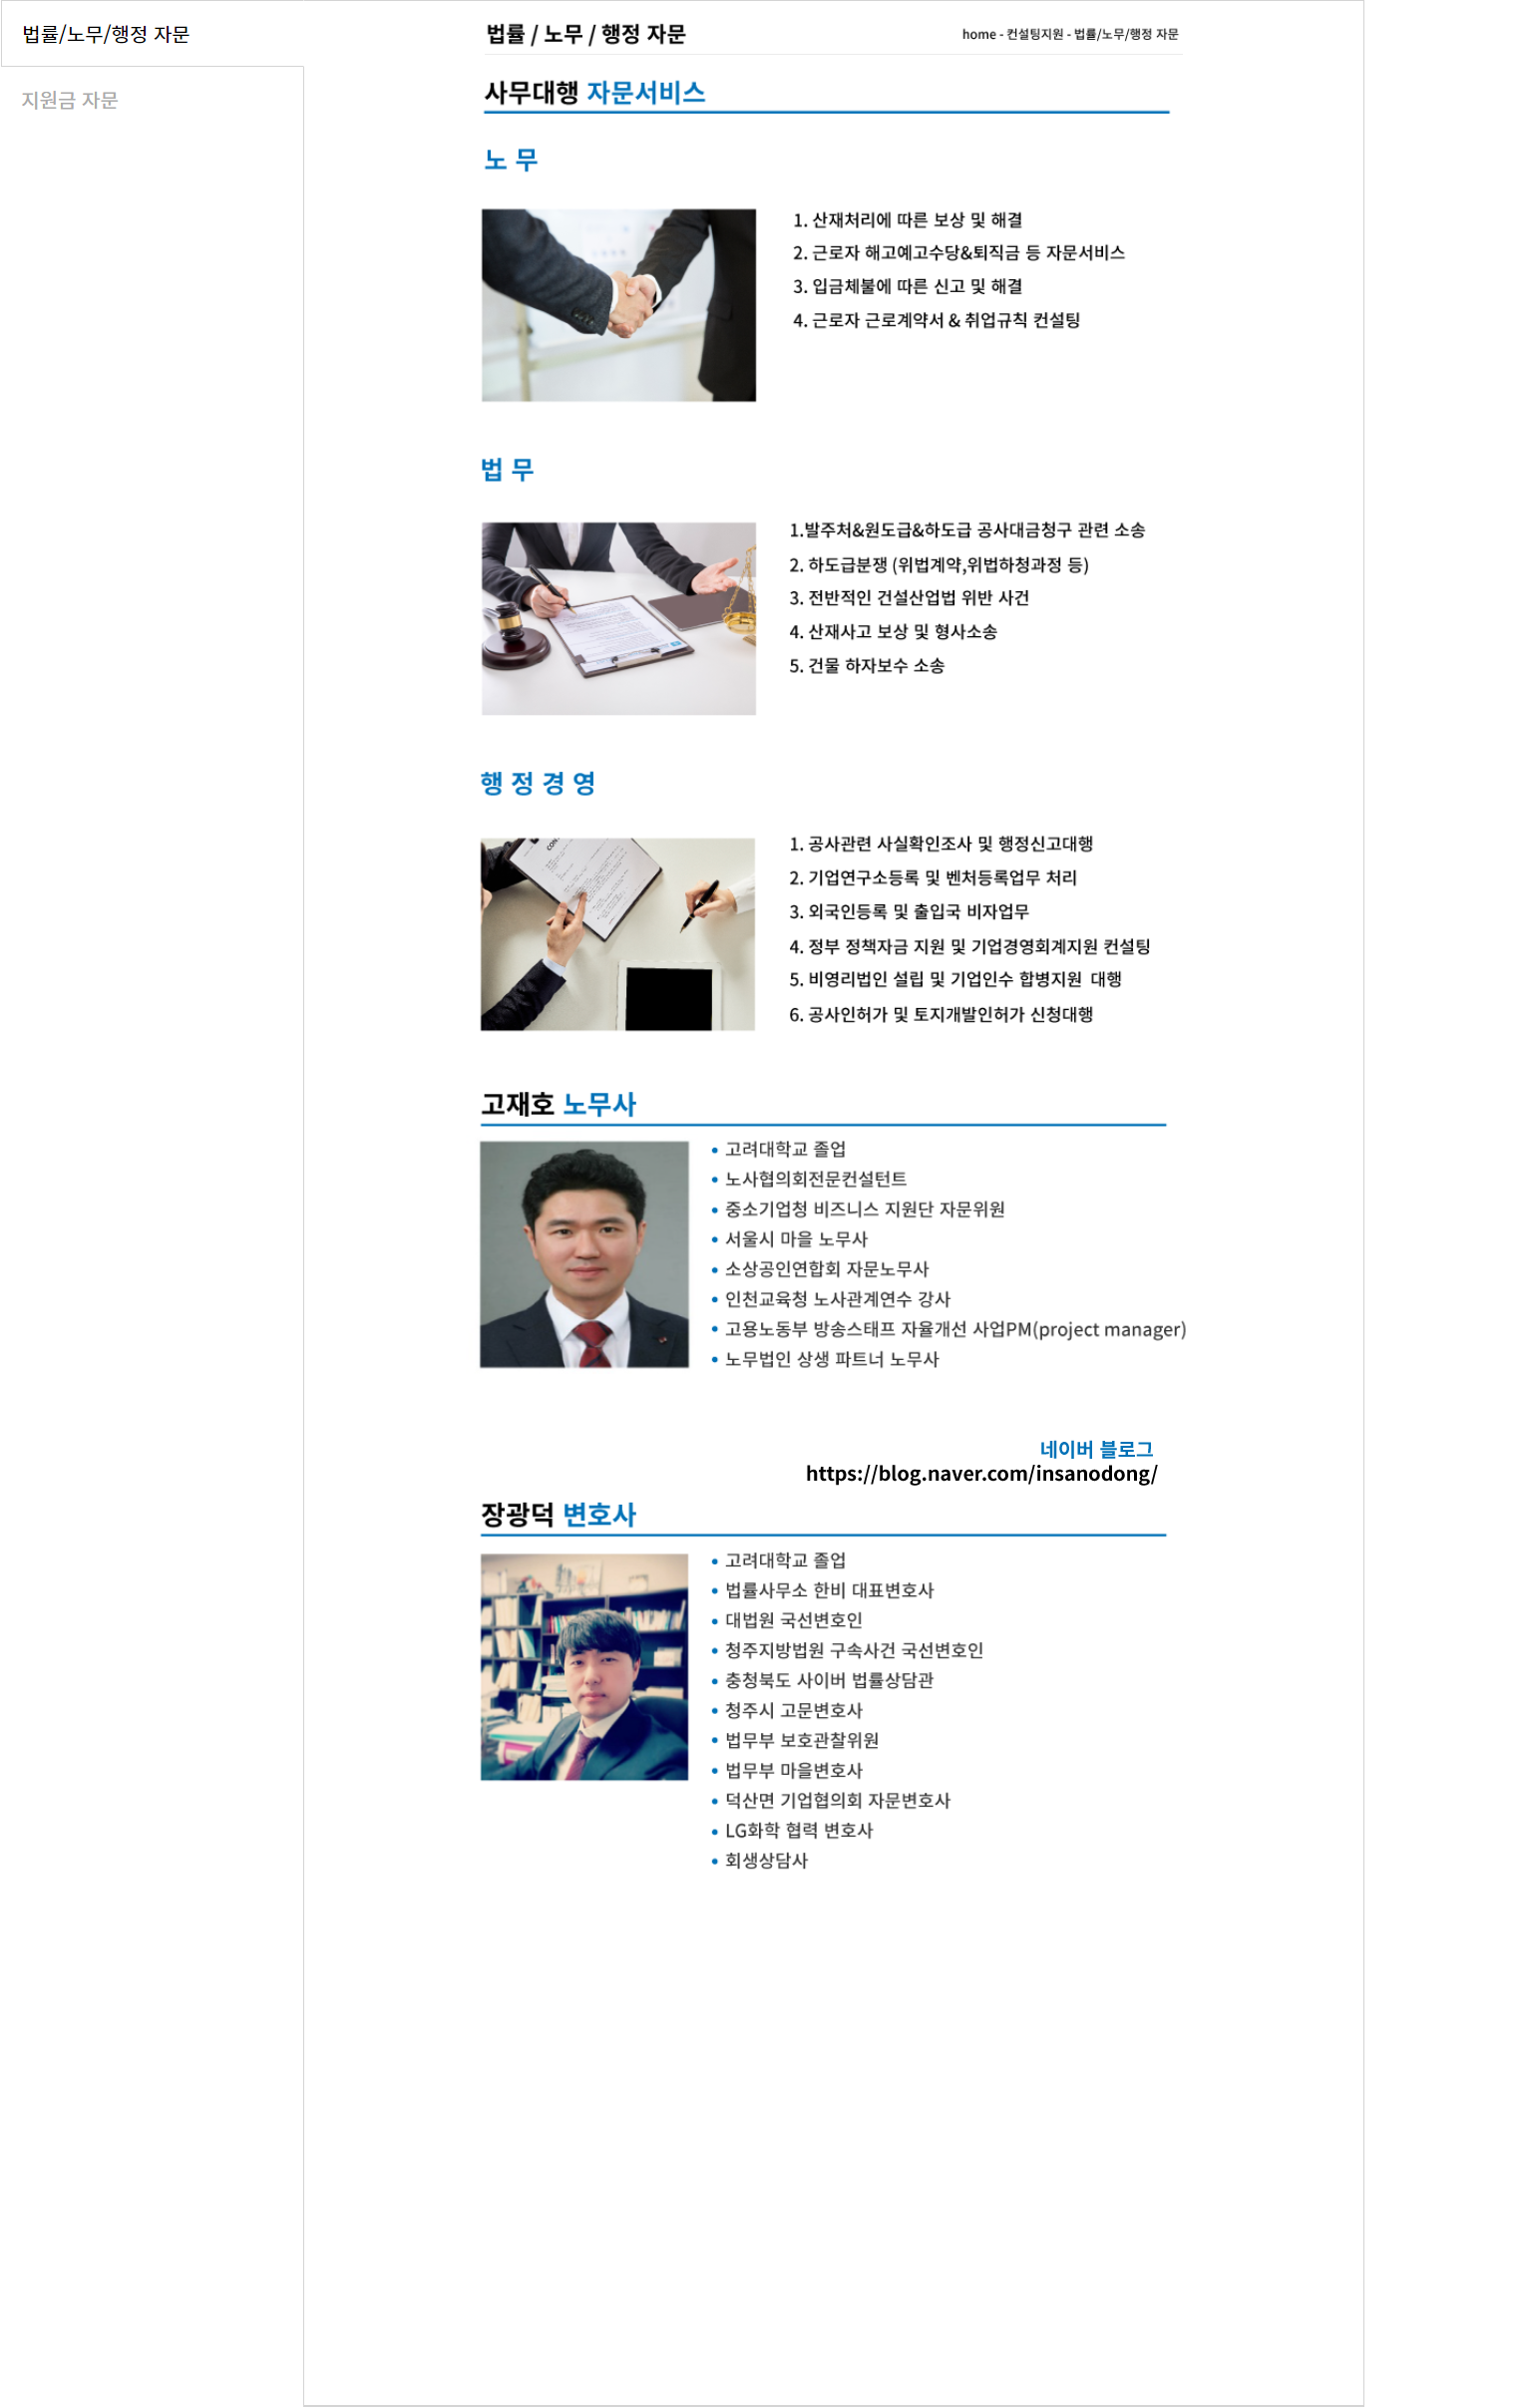 법률/노무/행정 자문
지원금 자문
법률 / 노무 / 행정 자문
home - 컨설팅지원 - 법률/노무/행정 자문
사무대행 자문서비스
노 무
1. 산재처리에 따른 보상 및 해결
2. 근로자 해고예고수당&퇴직금 등 자문서비스
3. 입금체불에 따른 신고 및 해결
4. 근로자 근로계약서 & 취업규칙 컨설팅
법 무
1.발주처&원도급&하도급 공사대금청구 관련 소송
2. 하도급분쟁 (위법계약,위법하청과정 등)
3. 전반적인 건설산업법 위반 사건
4. 산재사고 보상 및 형사소송
5. 건물 하자보수 소송
행 정 경 영
1. 공사관련 사실확인조사 및 행정신고대행
2. 기업연구소등록 및 벤처등록업무 처리
3. 외국인등록 및 출입국 비자업무
4. 정부 정책자금 지원 및 기업경영회계지원 컨설팅
5. 비영리법인 설립 및 기업인수 합병지원 대행
6. 공사인허가 및 토지개발인허가 신청대행
고재호 노무사
• 고려대학교 졸업
• 노사협의회전문컨설턴트
• 중소기업청 비즈니스 지원단 자문위원
• 서울시 마을 노무사
• 소상공인연합회 자문노무사
• 인천교육청 노사관계연수 강사
• 고용노동부 방송스태프 자율개선 사업PM(project manager)
• 노무법인 상생 파트너 노무사
네이버 블로그
https://blog.naver.com/insanodong/
장광덕 변호사
• 고려대학교 졸업
• 법률사무소 한비 대표변호사
• 대법원 국선변호인
• 청주지방법원 구속사건 국선변호인
• 충청북도 사이버 법률상담관
• 청주시 고문변호사
• 법무부 보호관찰위원
• 법무부 마을변호사
• 덕산면 기업협의회 자문변호사
• LG화학 협력 변호사
• 회생상담사